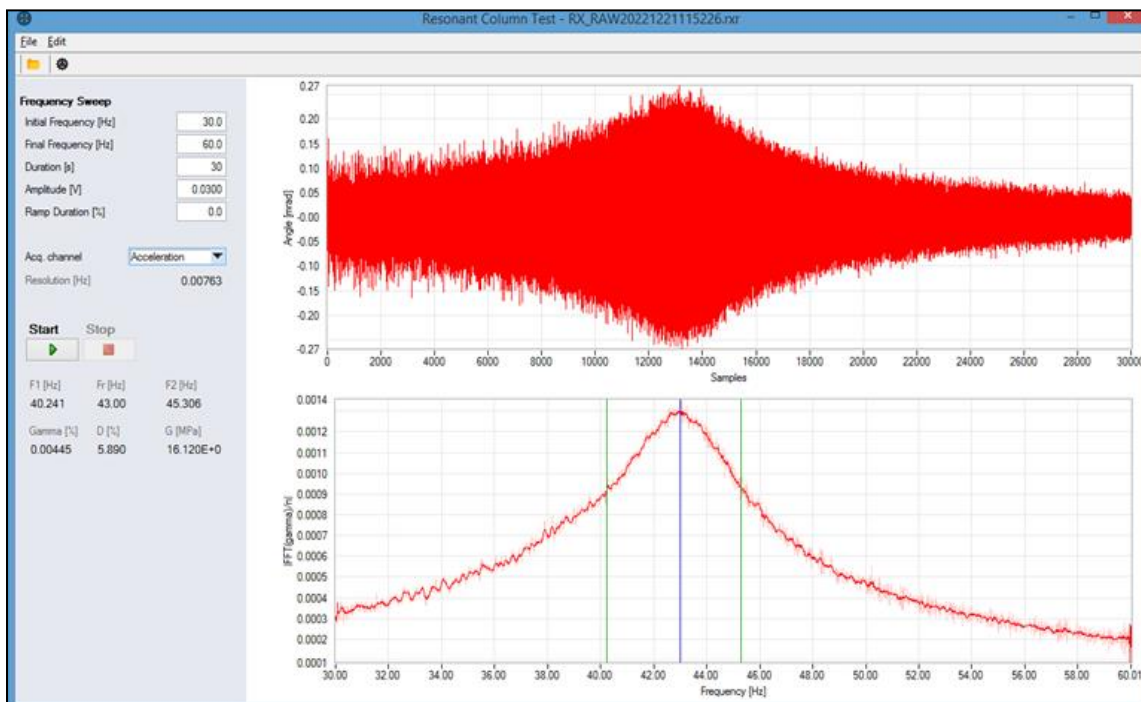 Resonant Column Test - RX_RAW20221221115226.rxr
File Edit
Frequency Sweep
Initial Frequency [Hz] 30.0
Final Frequency [Hz] 60.0
Duration [s] 30
Amplitude [V] 0.0300
Ramp Duration [%] 0.0
Acq. channel Acceleration
Resolution [Hz] 0.00763
Start Stop
F1 [Hz] Fr [Hz] F2 [Hz]
40.241 43.00 45.306
Gamma [%] D [%] G [MPa]
0.00445 5.890 16.120E+0
Angle [mrad]
0.27
0.20
0.15
0.10
0.05
-0.00
-0.05
-0.10
-0.15
-0.20
-0.27
0 2000 4000 6000 8000 10000 12000 14000 16000 18000 20000 22000 24000 26000 28000 30000
Samples
|FFT(gamma)/n|
0.0014
0.0012
0.0010
0.0009
0.0007
0.0006
0.0005
0.0004
0.0003
0.0002
0.0001
30.00 32.00 34.00 36.00 38.00 40.00 42.00 44.00 46.00 48.00 50.00 52.00 54.00 56.00 58.00 60.01
Frequency [Hz]